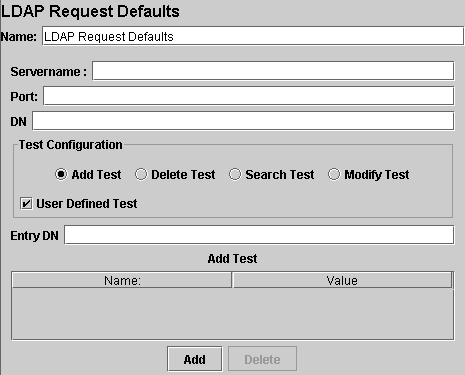 LDAP Request Defaults
Name: LDAP Request Defaults
Servername :
Port:
DN
Test Configuration
Add Test Delete Test Search Test Modify Test
User Defined Test
Entry DN
Add Test
Name: Value
Add Delete